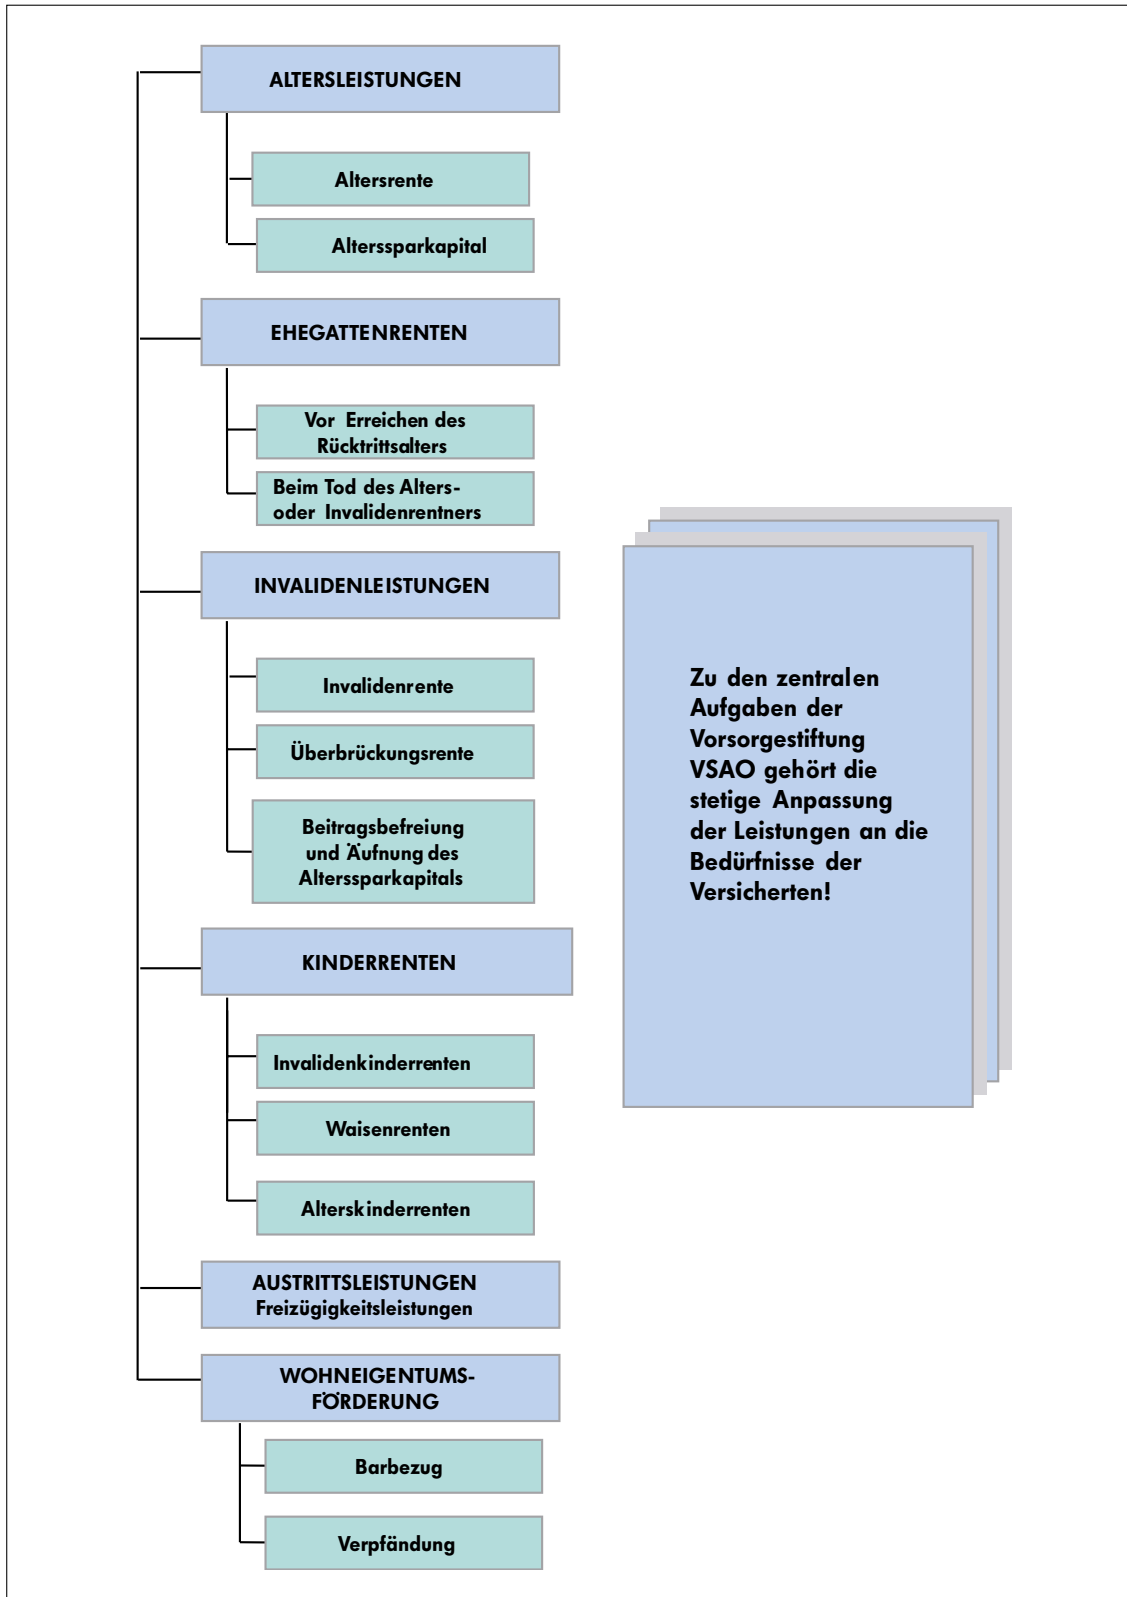 ALTERSLEISTUNGEN
Altersrente
Alterssparkapital
EHEGATTENRENTEN
Vor Erreichen des
Rücktrittsalters
Beim Tod des Alters-
oder Invalidenrentners
INVALIDENLEISTUNGEN
Invalidenrente
Überbrückungsrente
Beitragsbefreiung
und Äufnung des
Alterssparkapitals
KINDERRENTEN
Invalidenkinderrenten
Waisenrenten
Alterskinderrenten
AUSTRITTSLEISTUNGEN
Freizügigkeitsleistungen
WOHNEIGENTUMS-
FÖRDERUNG
Barbezug
Verpfändung
Zu den zentralen
Aufgaben der
Vorsorgestiftung
VSAO gehört die
stetige Anpassung
der Leistungen an die
Bedürfnisse der
Versicherten!